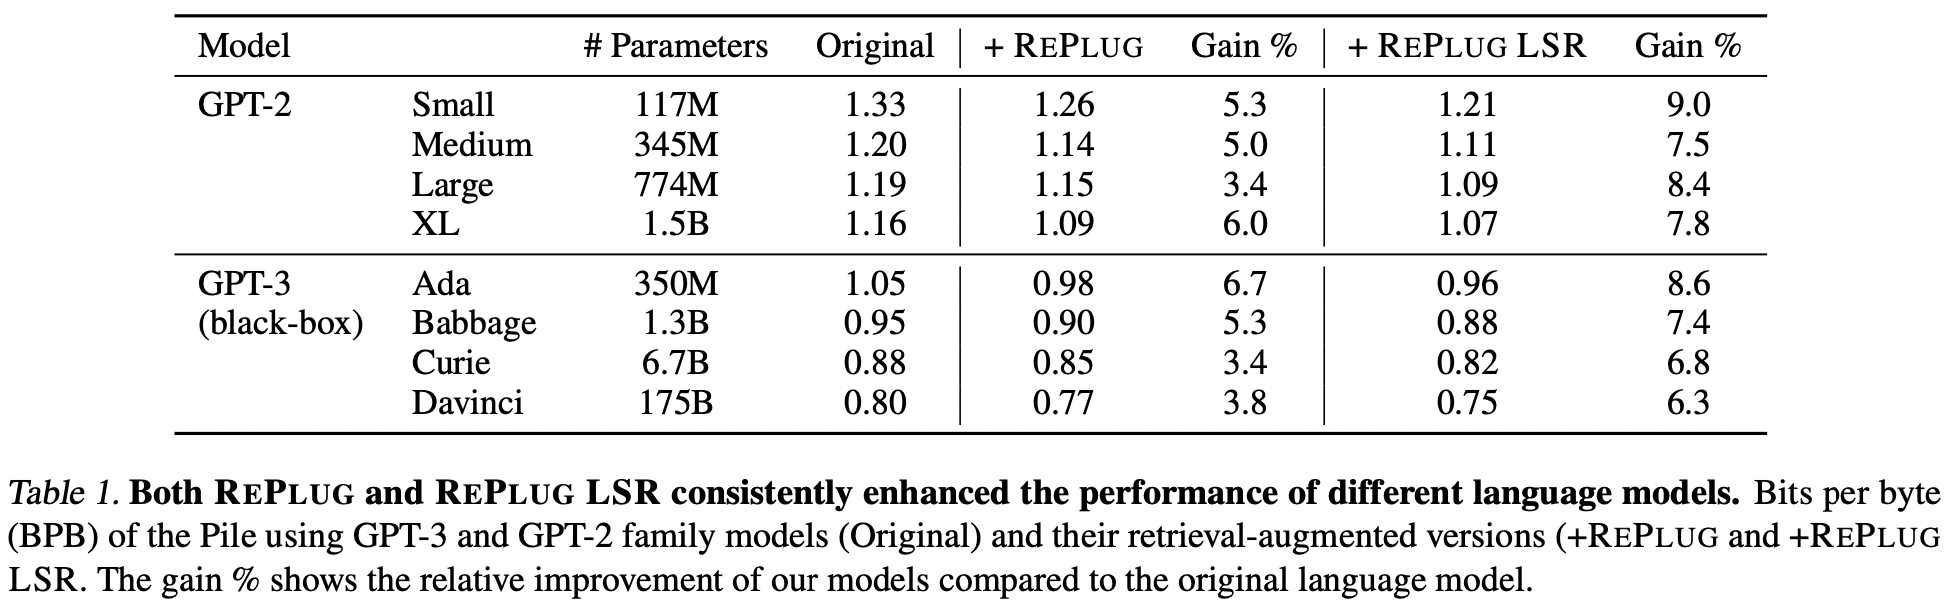 Model # Parameters Original + REPLUG Gain % + REPLUG LSR Gain %
GPT-2 Small 117M 1.33 1.26 5.3 1.21 9.0
Medium 345M 1.20 1.14 5.0 1.11 7.5
Large 774M 1.19 1.15 3.4 1.09 8.4
XL 1.5B 1.16 1.09 6.0 1.07 7.8
GPT-3 Ada 350M 1.05 0.98 6.7 0.96 8.6
(black-box) Babbage 1.3B 0.95 0.90 5.3 0.88 7.4
Curie 6.7B 0.88 0.85 3.4 0.82 6.8
Davinci 175B 0.80 0.77 3.8 0.75 6.3
Table 1. Both REPLUG and REPLUG LSR consistently enhanced the performance of different language models. Bits per byte
(BPB) of the Pile using GPT-3 and GPT-2 family models (Original) and their retrieval-augmented versions (+REPLUG and +REPLUG
LSR. The gain % shows the relative improvement of our models compared to the original language model.